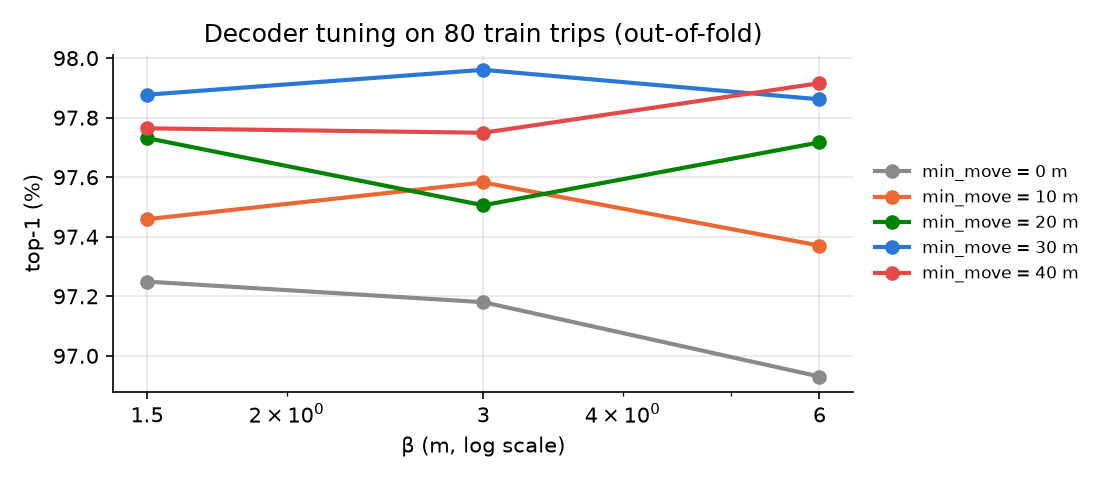 Decoder tuning on 80 train trips (out-of-fold)
98.0
97.8
97.6
97.4
97.2
97.0
top-1 (%)
1.5
2 × 10⁰
3
4 × 10⁰
6
β (m, log scale)
min_move = 0 m
min_move = 10 m
min_move = 20 m
min_move = 30 m
min_move = 40 m